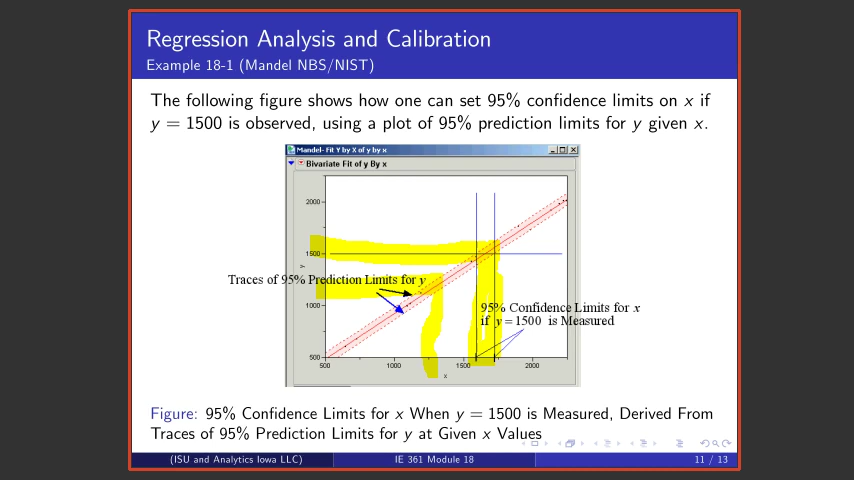 Regression Analysis and Calibration
Example 18-1 (Mandel NBS/NIST)
The following figure shows how one can set 95% confidence limits on x if
y = 1500 is observed, using a plot of 95% prediction limits for y given x.
Mandel- Fit Y by X of y by x
Bivariate Fit of y By x
2000
1500
y
Traces of 95% Prediction Limits for y
1000
95% Confidence Limits for x
if y = 1500 is Measured
500
500 1000 1500 2000
x
Figure: 95% Confidence Limits for x When y = 1500 is Measured, Derived From
Traces of 95% Prediction Limits for y at Given x Values
(ISU and Analytics Iowa LLC) IE 361 Module 18 11 / 13